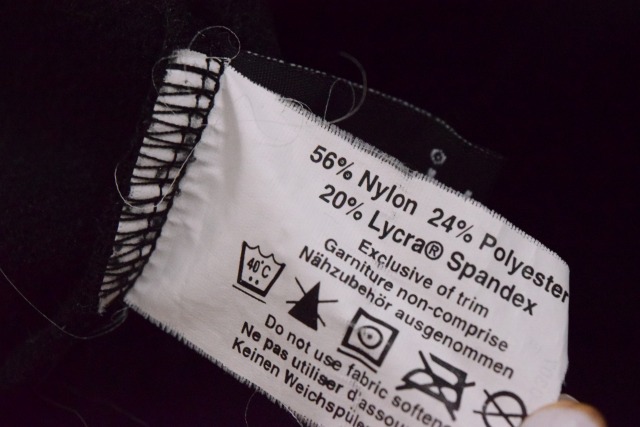 56% Nylon 24% Polyester
20% Lycra® Spandex
Exclusive of trim
Garniture non-comprise
Nähzubehör ausgenommen
40°C
Do not use fabric
Ne pas utiliser
Keinen